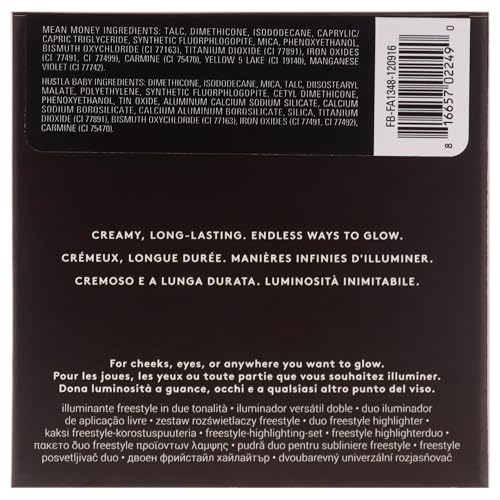 MEAN MONEY INGREDIENTS: TALC, DIMETHICONE, ISODODECANE, CAPRYLIC/
CAPRIC TRIGLYCERIDE, SYNTHETIC FLUORPHLOGOPITE, MICA, PHENOXYETHANOL,
BISMUTH OXYCHLORIDE (CI 77163), TITANIUM DIOXIDE (CI 77891), IRON OXIDES
(CI 77491, CI 77499), CARMINE (CI 75470), YELLOW 5 LAKE (CI 19140), MANGANESE
VIOLET (CI 77742).
HUSTLA BABY INGREDIENTS: DIMETHICONE, ISODODECANE, MICA, TALC, DIISOSTEARYL
MALATE, POLYETHYLENE, SYNTHETIC FLUORPHLOGOPITE, CETYL DIMETHICONE,
PHENOXYETHANOL, TIN OXIDE, ALUMINUM CALCIUM SODIUM SILICATE, CALCIUM
SODIUM BOROSILICATE, CALCIUM ALUMINUM BOROSILICATE, SILICA, TITANIUM
DIOXIDE (CI 77891), BISMUTH OXYCHLORIDE (CI 77163), IRON OXIDES (CI 77491, CI 77492),
CARMINE (CI 75470).
FB-FA1348-120916
8 16657 02249 0
CREAMY, LONG-LASTING. ENDLESS WAYS TO GLOW.
CRÉMEUX, LONGUE DURÉE. MANIÈRES INFINIES D'ILLUMINER.
CREMOSO E A LUNGA DURATA. LUMINOSITÀ INIMITABILE.
For cheeks, eyes, or anywhere you want to glow.
Pour les joues, les yeux ou toute partie que vous souhaitez illuminer.
Dona luminosità a guance, occhi e a qualsiasi altro punto del viso.
illuminante freestyle in due tonalità • iluminador versátil doble • duo iluminador
de aplicação livre • zestaw rozświetlaczy freestyle • duo freestyle highlighter •
kaksi freestyle-korostuspuuteria • freestyle-highlighting-set • freestyle highlighterduo •
πακέτο δυο freestyle προϊοντων λαμψης • pudră duo pentru subliniere freestyle • freestyle
posvetljivač duo • двоен фрийстайл хайлайтър • dvoubarevný univerzální rozjasňovač